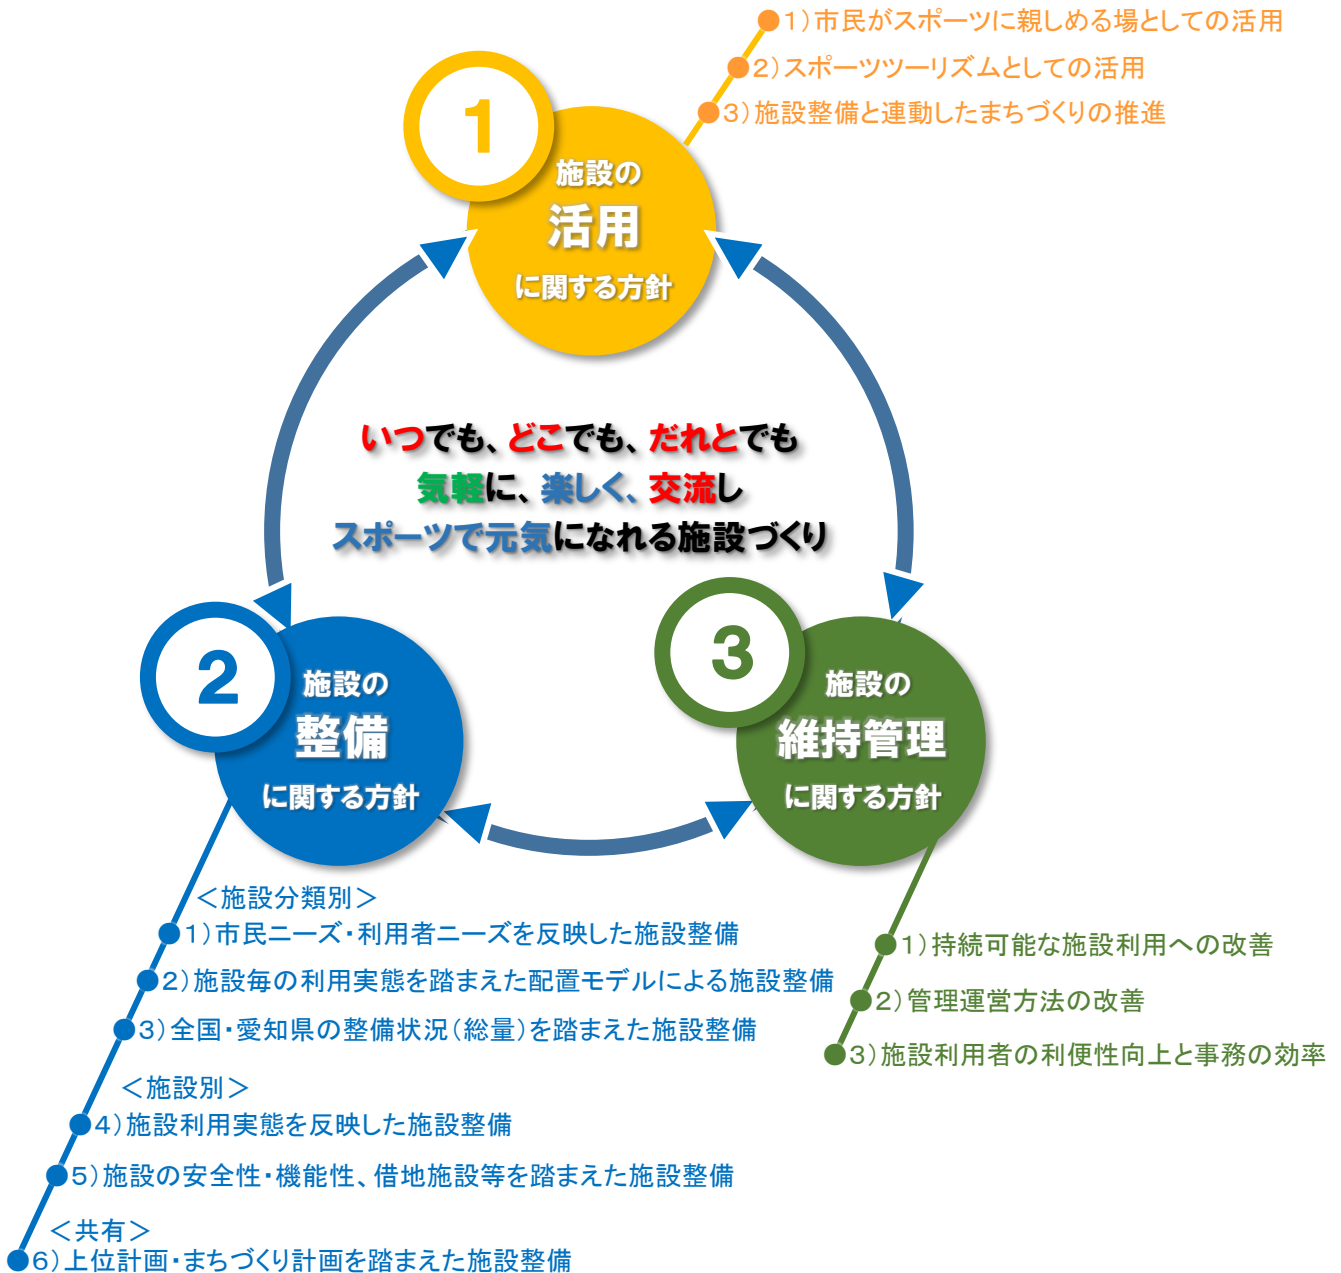 1）市民がスポーツに親しめる場としての活用
2）スポーツツーリズムとしての活用
3）施設整備と連動したまちづくりの推進
1
施設の
活用
に関する方針
いつでも、どこでも、だれとでも
気軽に、楽しく、交流し
スポーツで元気になれる施設づくり
2
施設の
整備
に関する方針
3
施設の
維持管理
に関する方針
＜施設分類別＞
1）市民ニーズ・利用者ニーズを反映した施設整備
2）施設毎の利用実態を踏まえた配置モデルによる施設整備
3）全国・愛知県の整備状況（総量）を踏まえた施設整備
＜施設別＞
4）施設利用実態を反映した施設整備
5）施設の安全性・機能性、借地施設等を踏まえた施設整備
＜共有＞
6）上位計画・まちづくり計画を踏まえた施設整備
1）持続可能な施設利用への改善
2）管理運営方法の改善
3）施設利用者の利便性向上と事務の効率